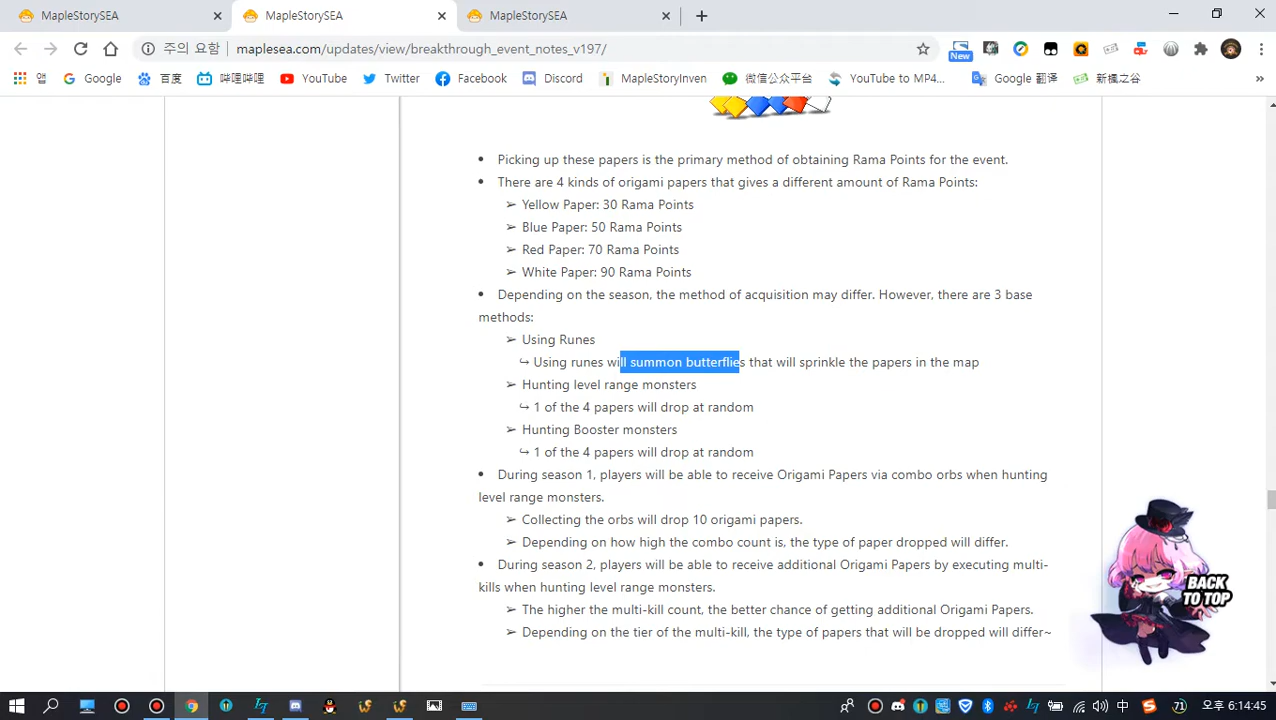 MapleStorySEA
MapleStorySEA
MapleStorySEA
주의 요함
maplesea.com/updates/view/breakthrough_event_notes_v197/
New
앱
Google
百度
哔哩哔哩
YouTube
Twitter
Facebook
Discord
MapleStoryInven
微信公众平台
YouTube to MP4...
Google 翻译
新楓之谷
• Picking up these papers is the primary method of obtaining Rama Points for the event.
• There are 4 kinds of origami papers that gives a different amount of Rama Points:
➢ Yellow Paper: 30 Rama Points
➢ Blue Paper: 50 Rama Points
➢ Red Paper: 70 Rama Points
➢ White Paper: 90 Rama Points
• Depending on the season, the method of acquisition may differ. However, there are 3 base
methods:
➢ Using Runes
↪ Using runes will summon butterflies that will sprinkle the papers in the map
➢ Hunting level range monsters
↪ 1 of the 4 papers will drop at random
➢ Hunting Booster monsters
↪ 1 of the 4 papers will drop at random
• During season 1, players will be able to receive Origami Papers via combo orbs when hunting
level range monsters.
➢ Collecting the orbs will drop 10 origami papers.
➢ Depending on how high the combo count is, the type of paper dropped will differ.
• During season 2, players will be able to receive additional Origami Papers by executing multi-
kills when hunting level range monsters.
➢ The higher the multi-kill count, the better chance of getting additional Origami Papers.
➢ Depending on the tier of the multi-kill, the type of papers that will be dropped will differ~
BACK
TO TOP
中
오후 6:14:45